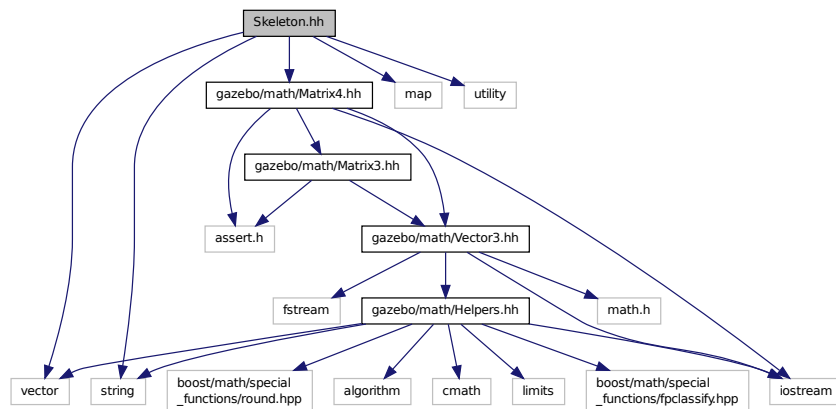 Skeleton.hh
gazebo/math/Matrix4.hh
map
utility
gazebo/math/Matrix3.hh
assert.h
gazebo/math/Vector3.hh
fstream
gazebo/math/Helpers.hh
math.h
vector
string
boost/math/special
_functions/round.hpp
algorithm
cmath
limits
boost/math/special
_functions/fpclassify.hpp
iostream